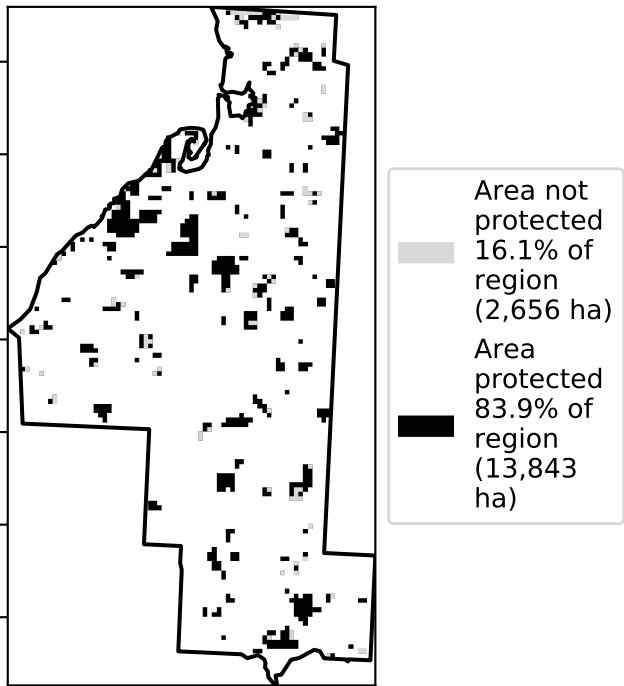 Area not
protected
16.1% of
region
(2,656 ha)
Area
protected
83.9% of
region
(13,843
ha)